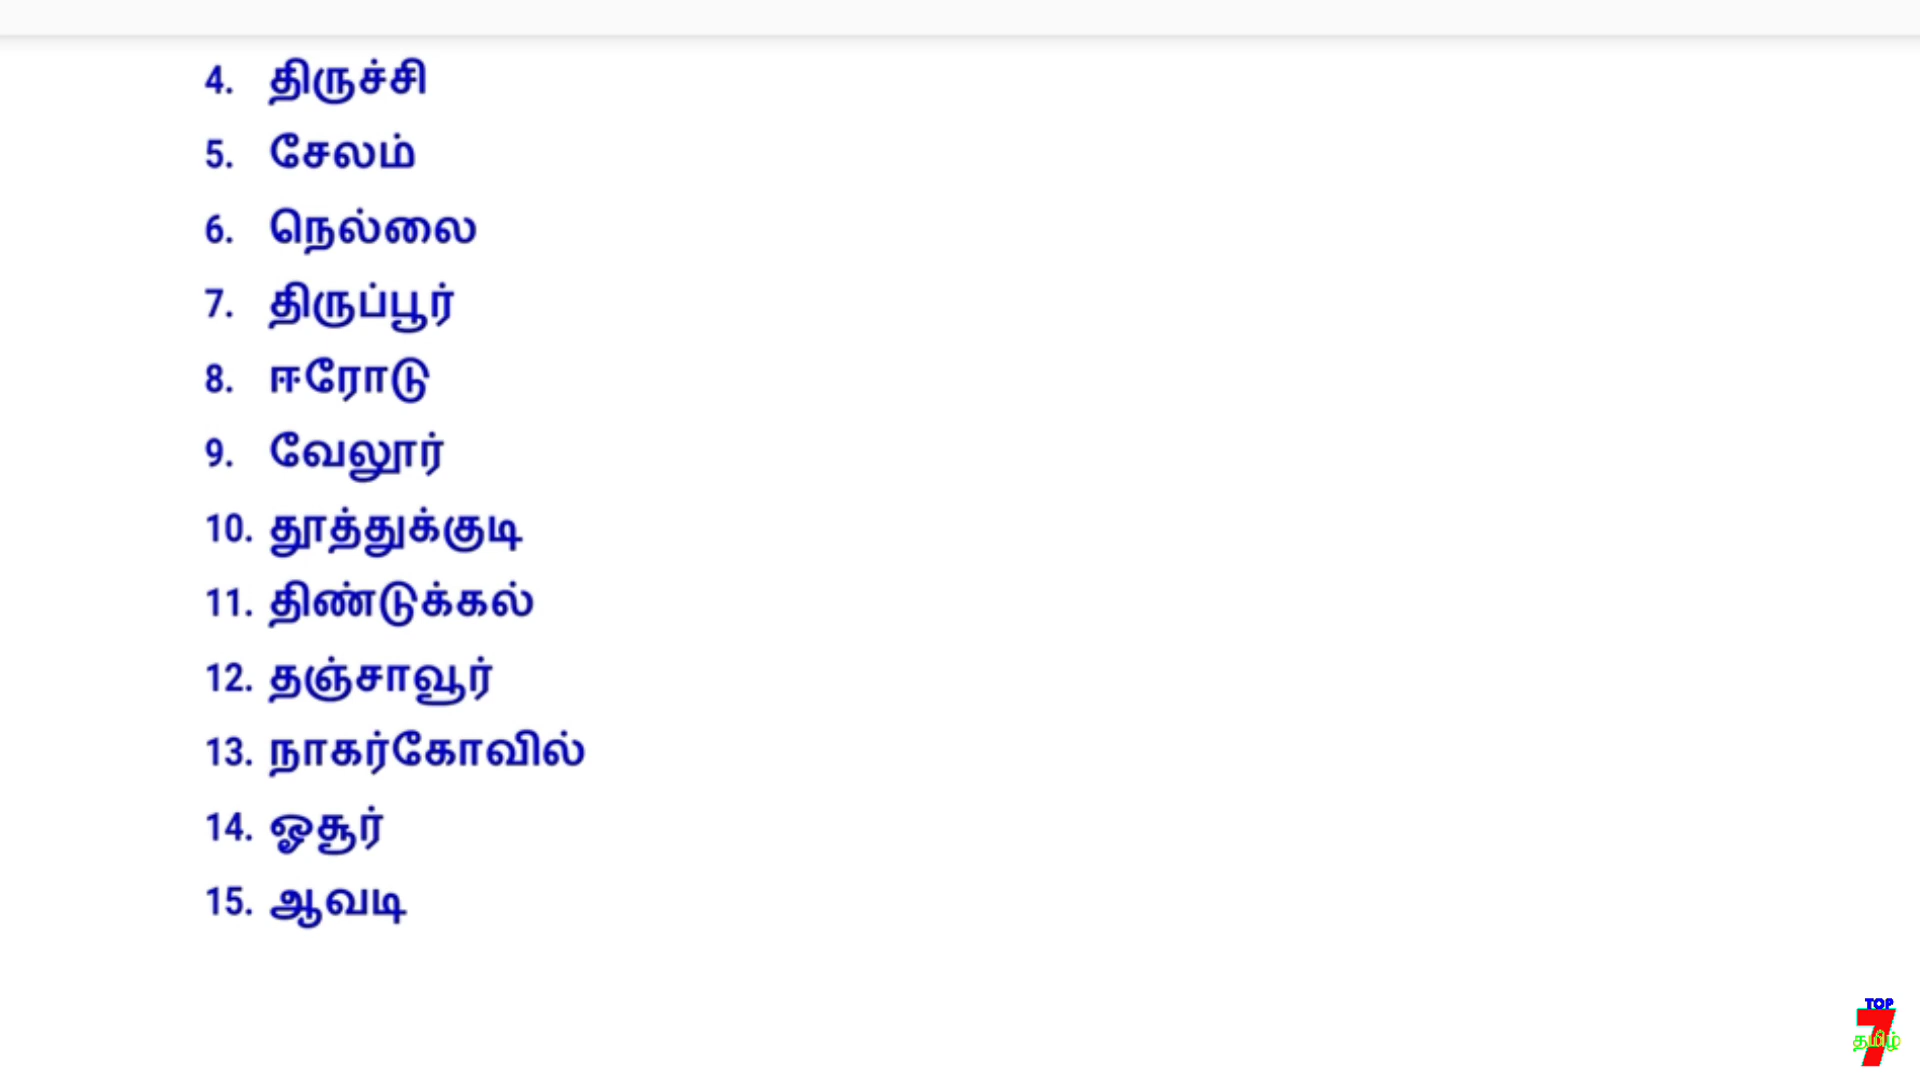 4. திருச்சி
5. சேலம்
6. நெல்லை
7. திருப்பூர்
8. ஈரோடு
9. வேலூர்
10. தூத்துக்குடி
11. திண்டுக்கல்
12. தஞ்சாவூர்
13. நாகர்கோவில்
14. ஓசூர்
15. ஆவடி
TOP
7
தமிழ்